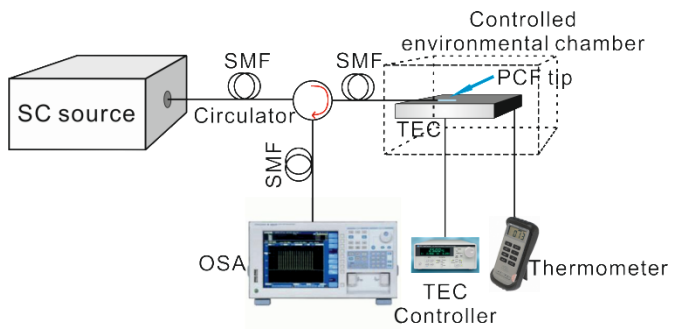 Controlled
environmental chamber
SMF
SMF
PCF tip
SC source
Circulator
TEC
SMF
OSA
Thermometer
TEC
Controller